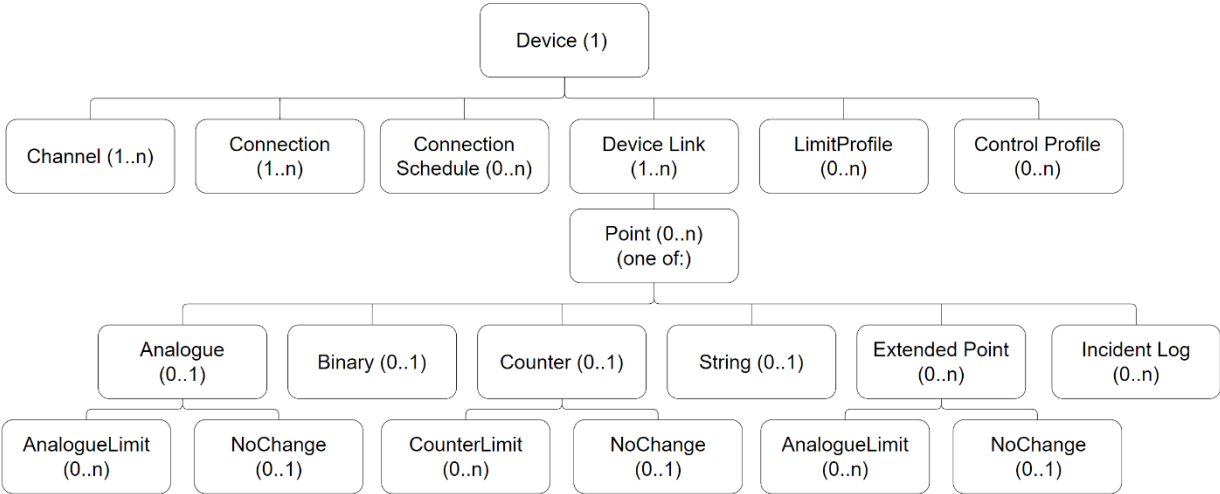 Device (1)
Channel (1..n)
Connection
(1..n)
Connection
Schedule (0..n)
Device Link
(1..n)
LimitProfile
(0..n)
Control Profile
(0..n)
Point (0..n)
(one of:)
Analogue
(0..1)
Binary (0..1)
Counter (0..1)
String (0..1)
Extended Point
(0..n)
Incident Log
(0..n)
AnalogueLimit
(0..n)
NoChange
(0..1)
CounterLimit
(0..n)
NoChange
(0..1)
AnalogueLimit
(0..n)
NoChange
(0..1)